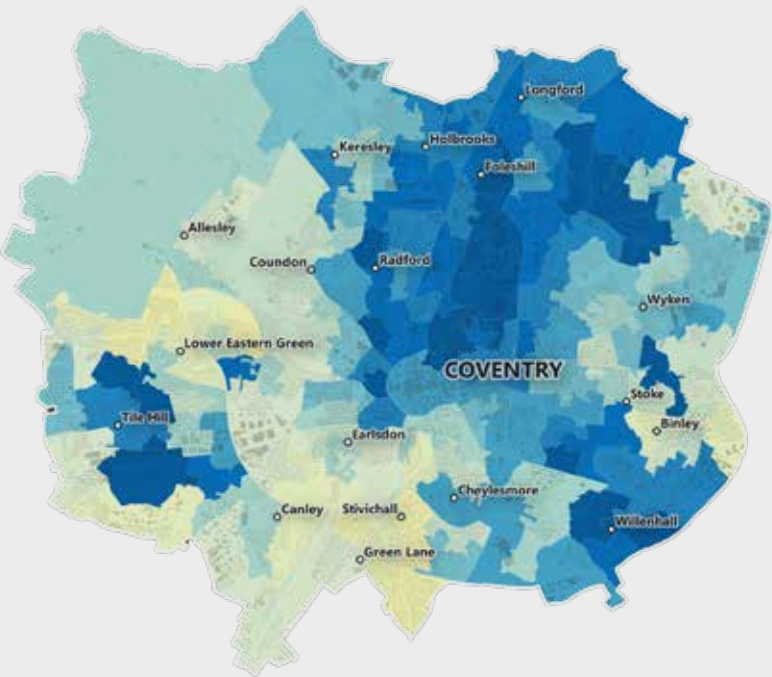 Longford
Holbrooks
Keresley
Foleshill
Allesley
Coundon
Radford
Wyken
Lower Eastern Green
COVENTRY
Stoke
Tile Hill
Binley
Earlsdon
Cheylesmore
Canley
Stivichall
Willenhall
Green Lane